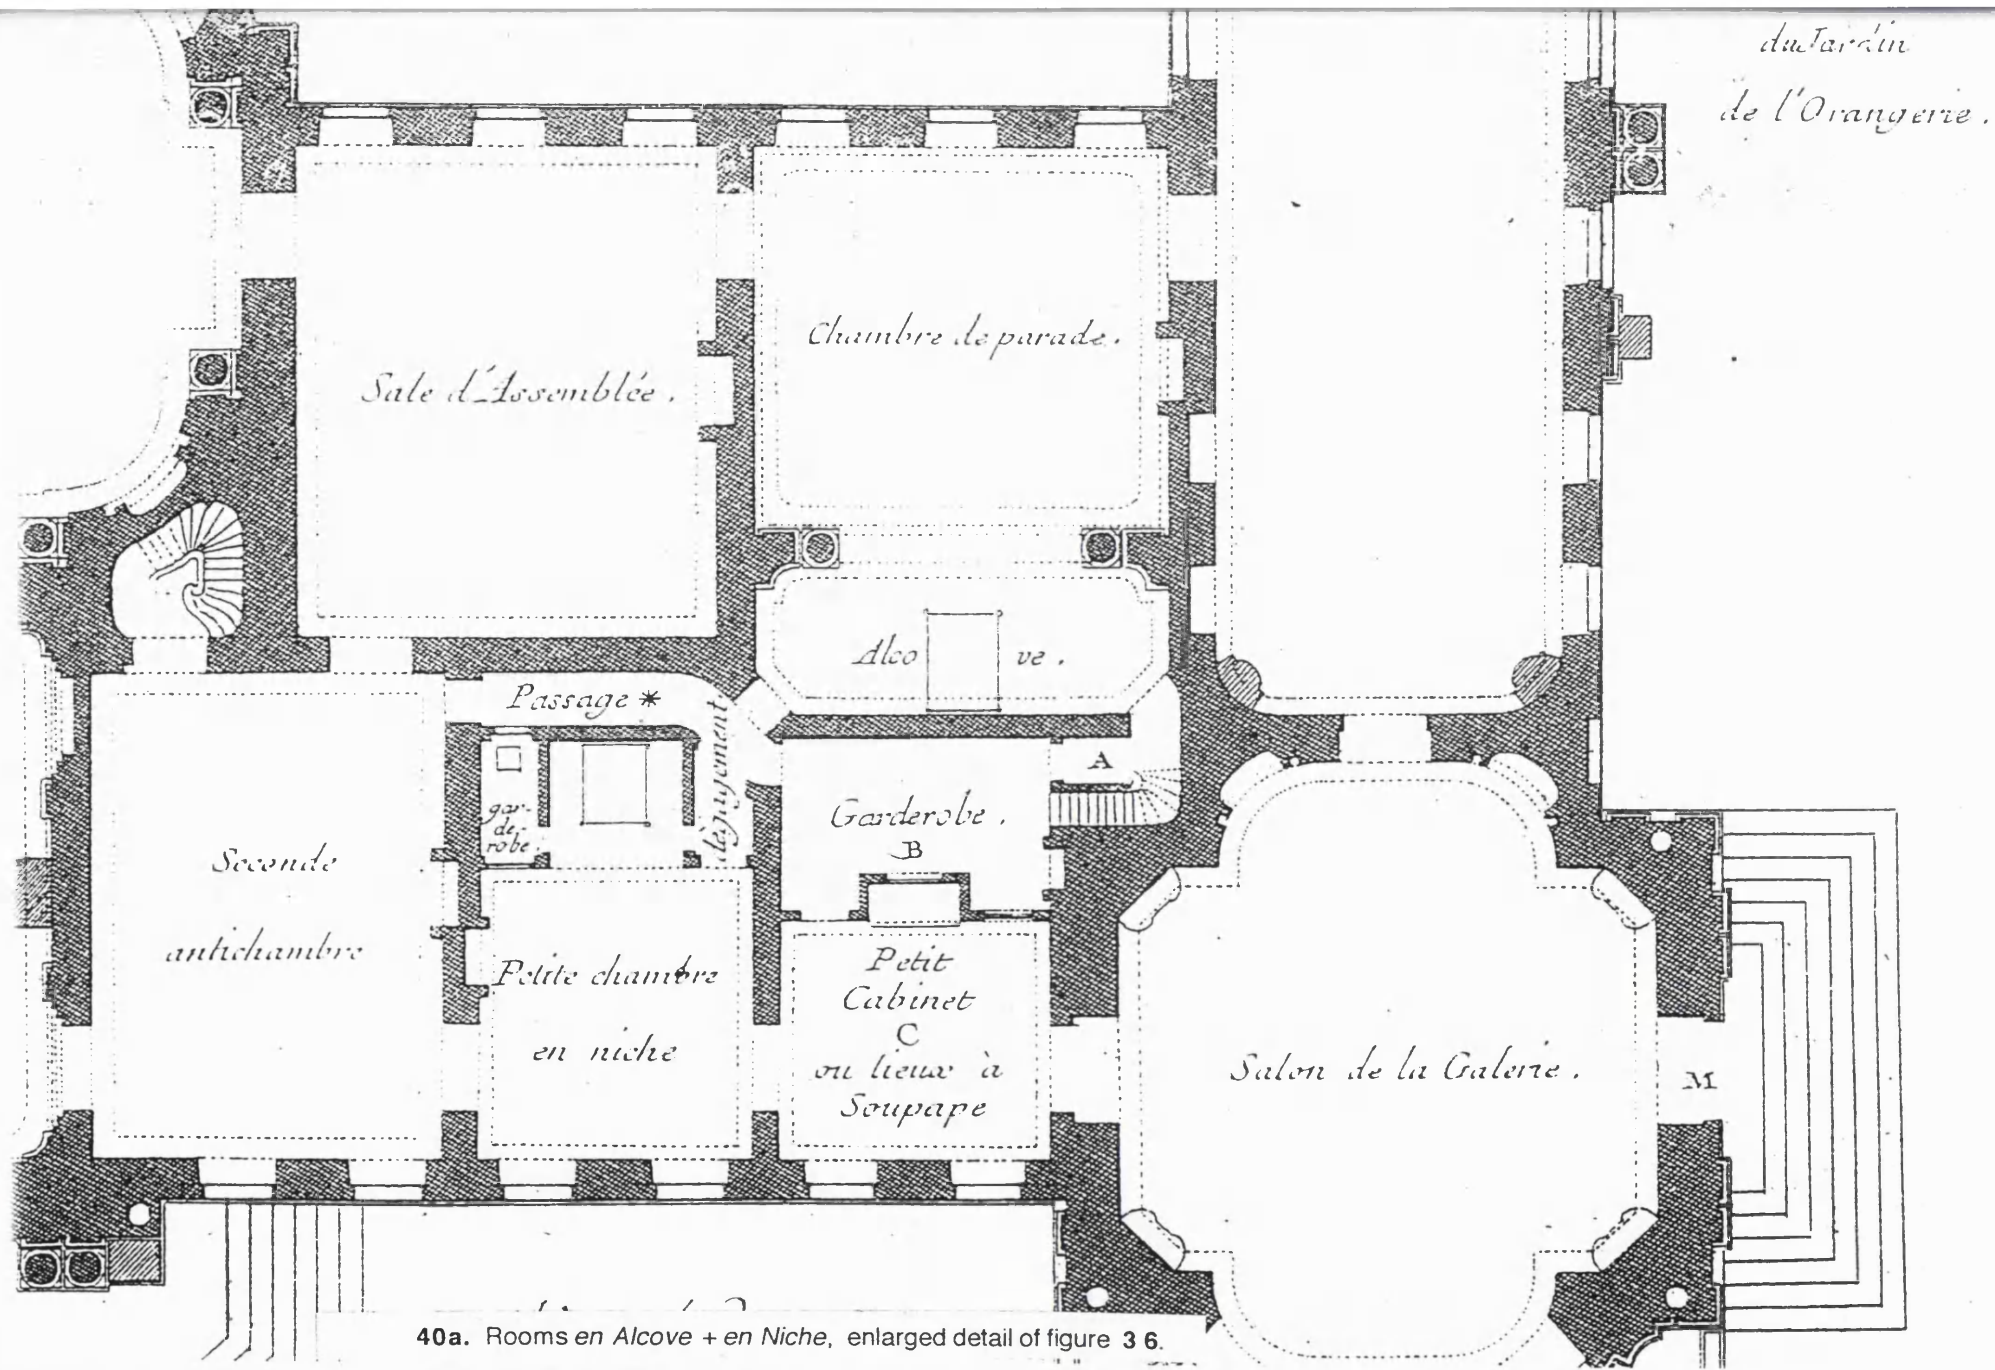 du Jardin
de l'Orangerie.
Chambre de parade.
Sale d'Assemblée.
Alco ve.
Passage *
dègagement
A
gar-
de-
robe.
Garderobe.
B
Seconde
antichambre
Petite chambre
en niche
Petit
Cabinet
C
ou lieux à
Soupape
Salon de la Galerie.
M
40a. Rooms en Alcove + en Niche, enlarged detail of figure 36.